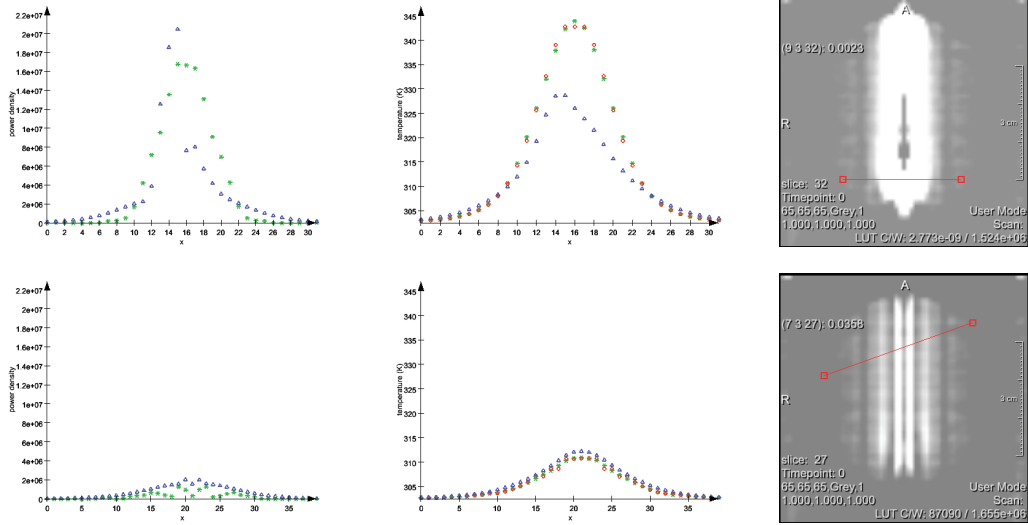 2.2e+07
2e+07
1.8e+07
1.6e+07
1.4e+07
1.2e+07
1e+07
8e+06
6e+06
4e+06
2e+06
0
power density
0 2 4 6 8 10 12 14 16 18 20 22 24 26 28 30
x
345
340
335
330
325
320
315
310
305
temperature (K)
0 2 4 6 8 10 12 14 16 18 20 22 24 26 28 30
x
A
(9 3 32): 0.0023
R
3 cm
slice: 32
Timepoint: 0
65,65,65,Grey,1 User Mode
1.000,1.000,1.000 Scan:
LUT C/W: 2.773e-09 / 1.524e+06
2.2e+07
2e+07
1.8e+07
1.6e+07
1.4e+07
1.2e+07
1e+07
8e+06
6e+06
4e+06
2e+06
0
power density
0 5 10 15 20 25 30 35
x
345
340
335
330
325
320
315
310
305
temperature (K)
0 5 10 15 20 25 30 35
x
A
(7 3 27): 0.0358
R
3 cm
slice: 27
Timepoint: 0
65,65,65,Grey,1 User Mode
1.000,1.000,1.000 Scan:
LUT C/W: 87090 / 1.655e+06